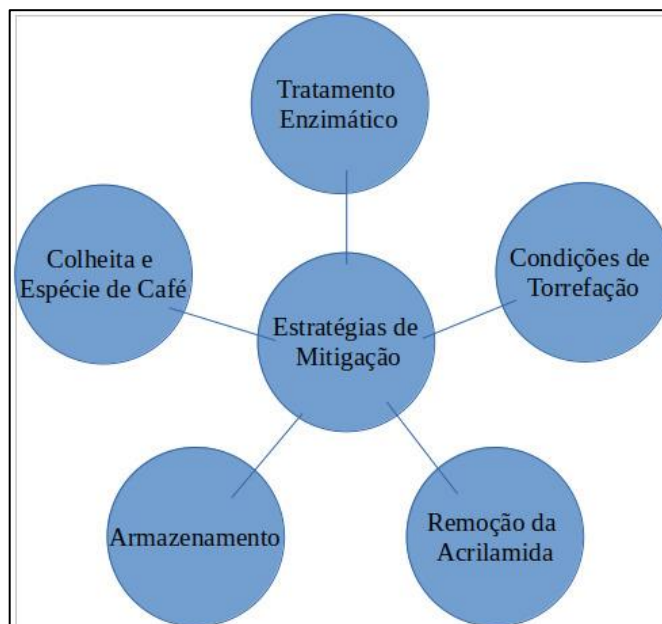 Tratamento
Enzimático
Colheita e
Espécie de Café
Condições de
Torrefação
Estratégias de
Mitigação
Armazenamento
Remoção da
Acrilamida